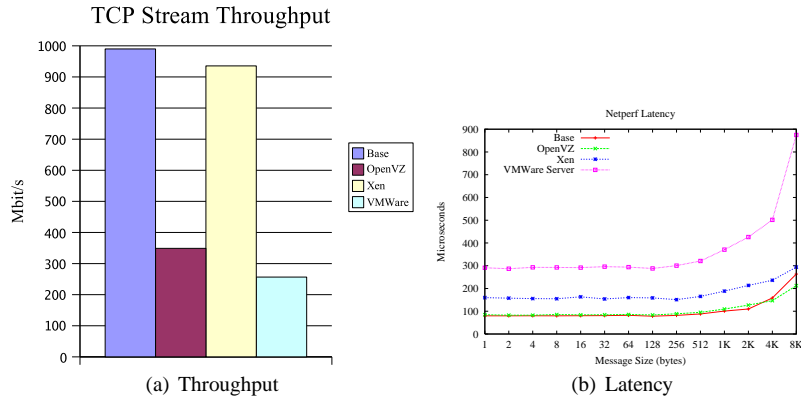 TCP Stream Throughput
1000
900
800
700
600
500
400
300
200
100
0
Mbit/s
Base
OpenVZ
Xen
VMWare
(a) Throughput
Netperf Latency
900
800
700
600
500
400
300
200
100
0
Microseconds
Base
OpenVZ
Xen
VMWare Server
1 2 4 8 16 32 64 128 256 512 1K 2K 4K 8K
Message Size (bytes)
(b) Latency